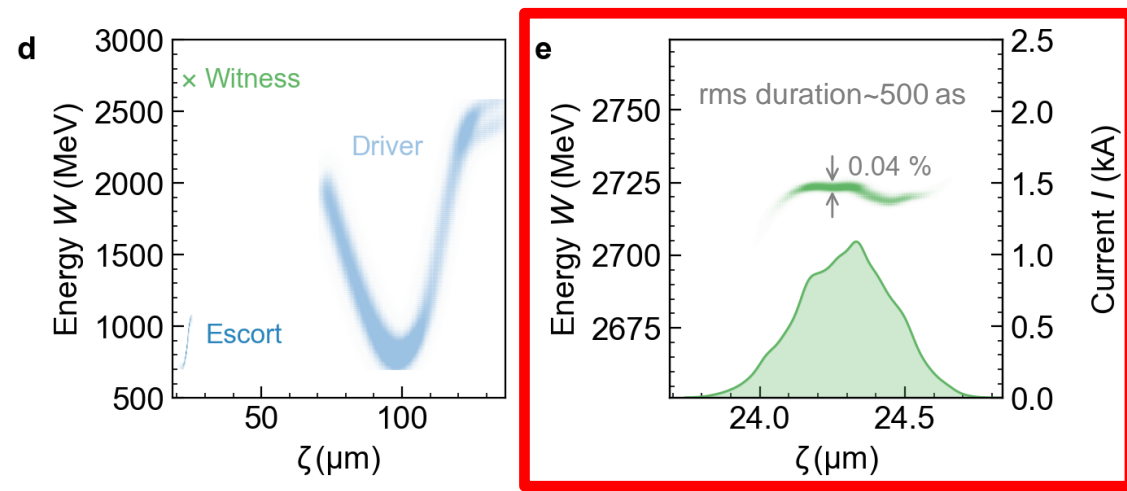 d
3000
2500
2000
1500
1000
500
Energy W (MeV)
Witness
Driver
Escort
50
100
ζ (μm)
e
2750
2725
2700
2675
Energy W (MeV)
rms duration~500 as
0.04 %
2.5
2.0
1.5
1.0
0.5
0.0
Current I (kA)
24.0
24.5
ζ (μm)